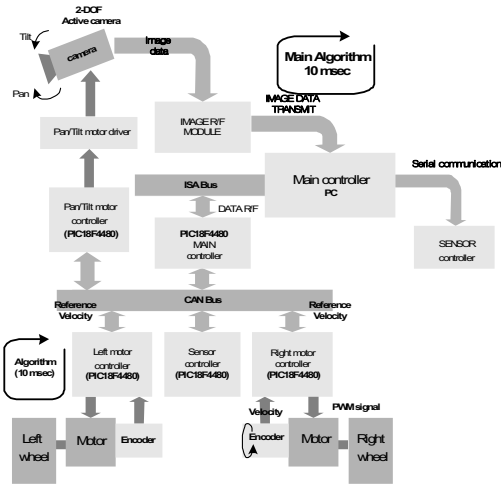 2-DOF
Active camera
Tilt
camera
Pan
Image
data
Main Algorithm
10 msec
IMAGE DATA
TRANSMIT
IMAGE R/F
MODULE
Pan/Tilt motor driver
Main controller
PC
Serial communication
ISA Bus
DATA R/F
Pan/Tilt motor
controller
(PIC18F4480)
PIC18F4480
MAIN
controller
SENSOR
controller
CAN Bus
Reference
Velocity
Reference
Velocity
Algorithm
(10 msec)
Left motor
controller
(PIC18F4480)
Sensor
controller
(PIC18F4480)
Right motor
controller
(PIC18F4480)
Velocity
PWM signal
Left
wheel
Motor
Encoder
Encoder
Motor
Right
wheel